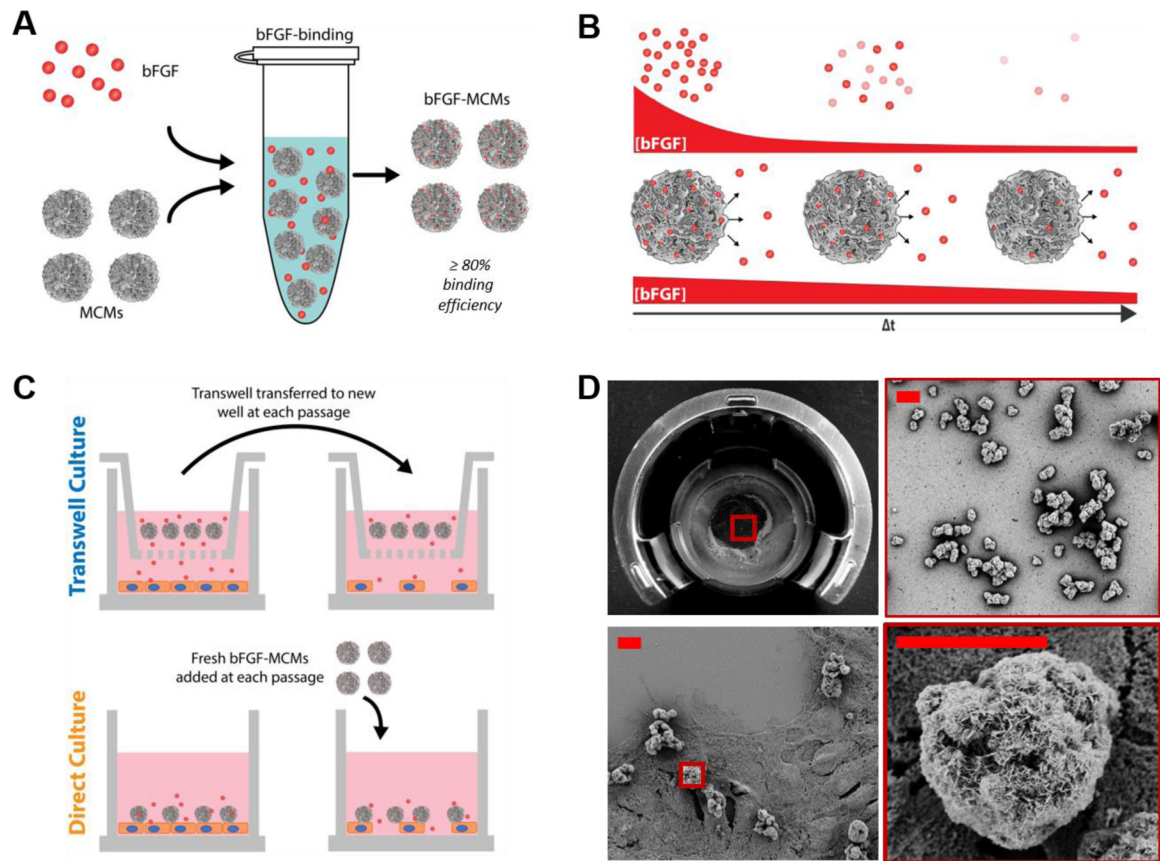 A
bFGF
MCMs
bFGF-binding
bFGF-MCMs
≥ 80%
binding
efficiency
B
[bFGF]
[bFGF]
Δt
C
Transwell Culture
Transwell transferred to new
well at each passage
Direct Culture
Fresh bFGF-MCMs
added at each passage
D